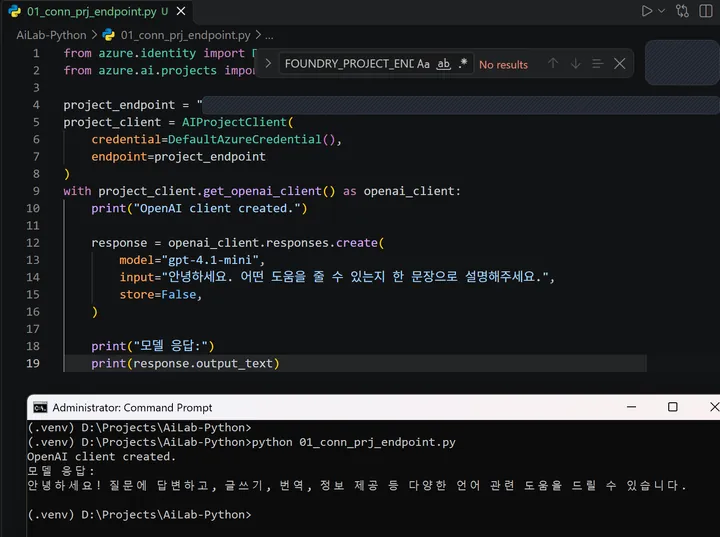 01_conn_prj_endpoint.py U
AiLab-Python > 01_conn_prj_endpoint.py > ...
FOUNDRY_PROJECT_END Aa ab .* No results
1 from azure.identity import
2 from azure.ai.projects
3
4 project_endpoint = "
5 project_client = AIProjectClient(
6 credential=DefaultAzureCredential(),
7 endpoint=project_endpoint
8 )
9 with project_client.get_openai_client() as openai_client:
10 print("OpenAI client created.")
11
12 response = openai_client.responses.create(
13 model="gpt-4.1-mini",
14 input="안녕하세요. 어떤 도움을 줄 수 있는지 한 문장으로 설명해주세요.",
15 store=False,
16 )
17
18 print("모델 응답:")
19 print(response.output_text)
Administrator: Command Prompt
(.venv) D:\Projects\AiLab-Python>
(.venv) D:\Projects\AiLab-Python>python 01_conn_prj_endpoint.py
OpenAI client created.
모델 응답:
안녕하세요! 질문에 답변하고, 글쓰기, 번역, 정보 제공 등 다양한 언어 관련 도움을 드릴 수 있습니다.
(.venv) D:\Projects\AiLab-Python>